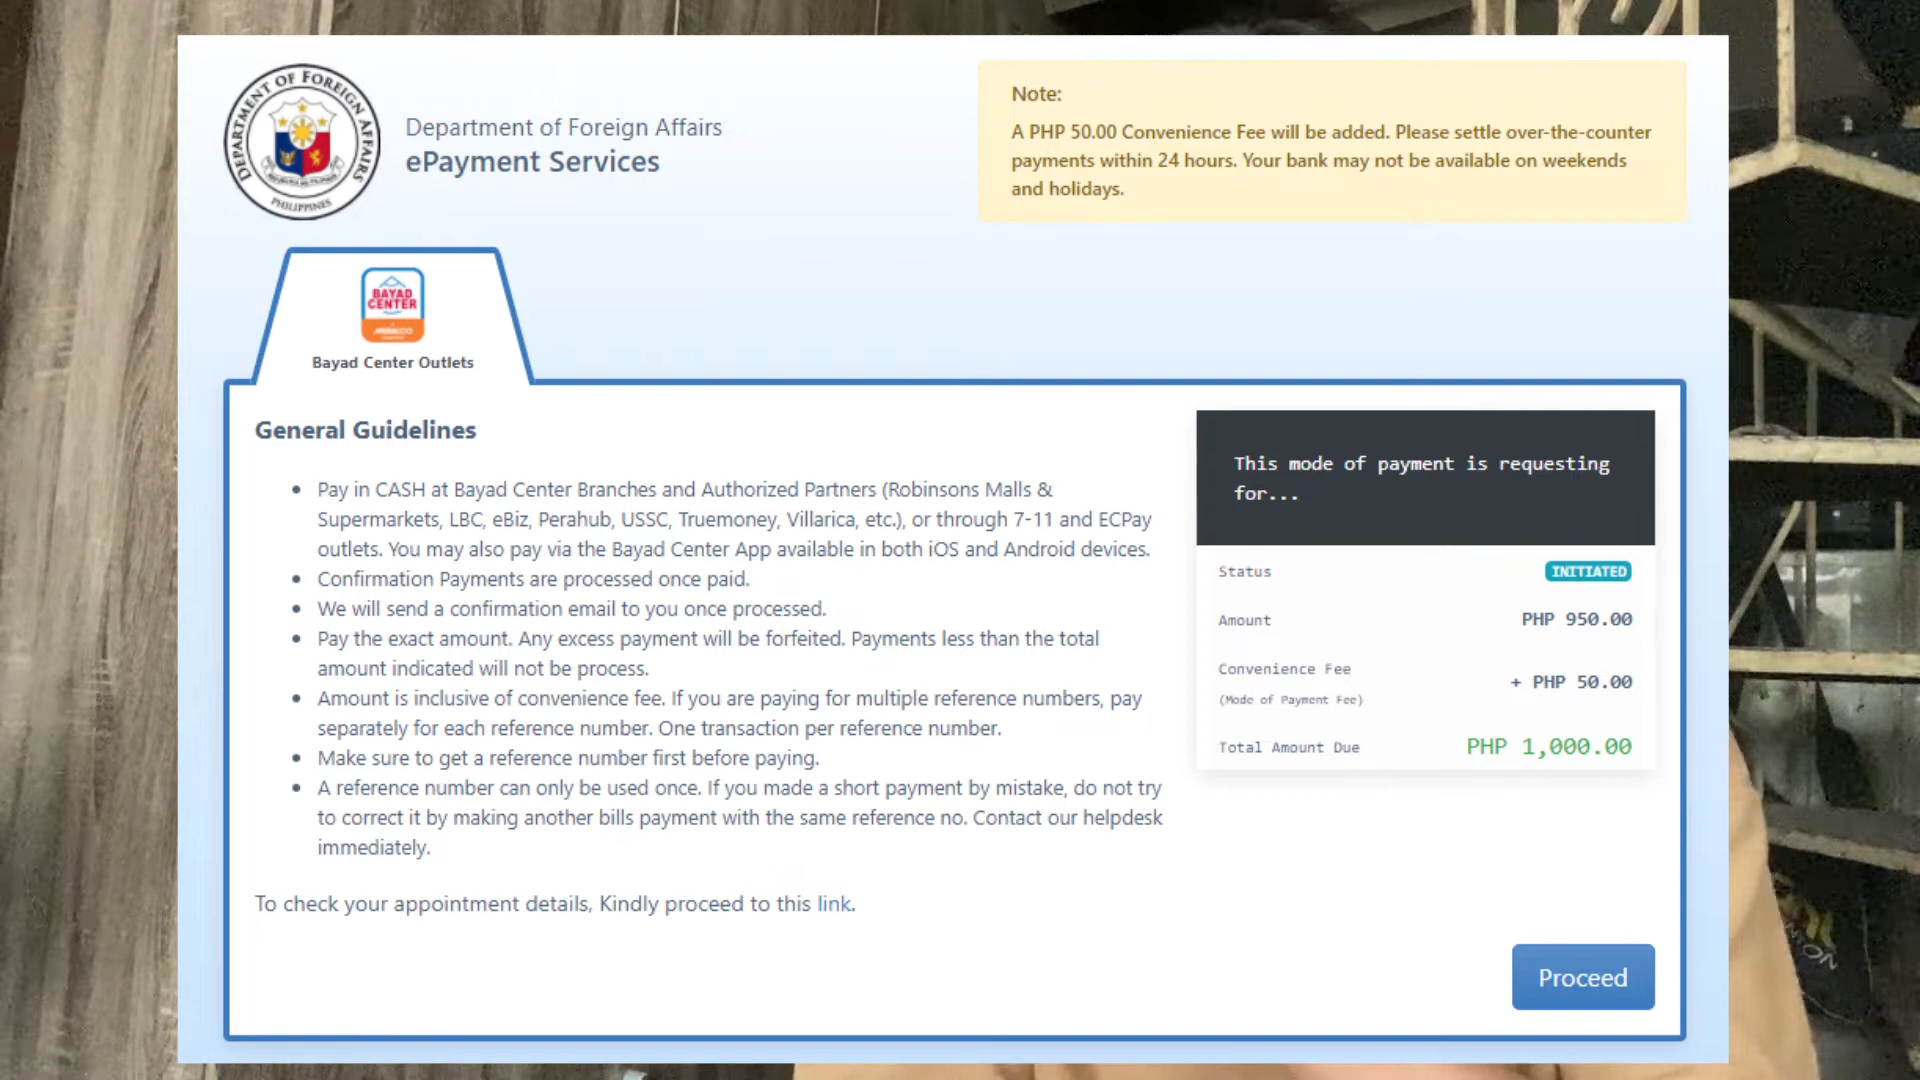 DEPARTMENT OF FOREIGN AFFAIRS
PHILIPPINES
Department of Foreign Affairs
ePayment Services
Note:
A PHP 50.00 Convenience Fee will be added. Please settle over-the-counter
payments within 24 hours. Your bank may not be available on weekends
and holidays.
BAYAD
CENTER
Bayad Center Outlets
General Guidelines
Pay in CASH at Bayad Center Branches and Authorized Partners (Robinsons Malls &
Supermarkets, LBC, eBiz, Perahub, USSC, Truemoney, Villarica, etc.), or through 7-11 and ECPay
outlets. You may also pay via the Bayad Center App available in both iOS and Android devices.
Confirmation Payments are processed once paid.
We will send a confirmation email to you once processed.
Pay the exact amount. Any excess payment will be forfeited. Payments less than the total
amount indicated will not be process.
Amount is inclusive of convenience fee. If you are paying for multiple reference numbers, pay
separately for each reference number. One transaction per reference number.
Make sure to get a reference number first before paying.
A reference number can only be used once. If you made a short payment by mistake, do not try
to correct it by making another bills payment with the same reference no. Contact our helpdesk
immediately.
To check your appointment details, Kindly proceed to this link.
This mode of payment is requesting
for...
Status INITIATED
Amount PHP 950.00
Convenience Fee
(Mode of Payment Fee) + PHP 50.00
Total Amount Due PHP 1,000.00
Proceed